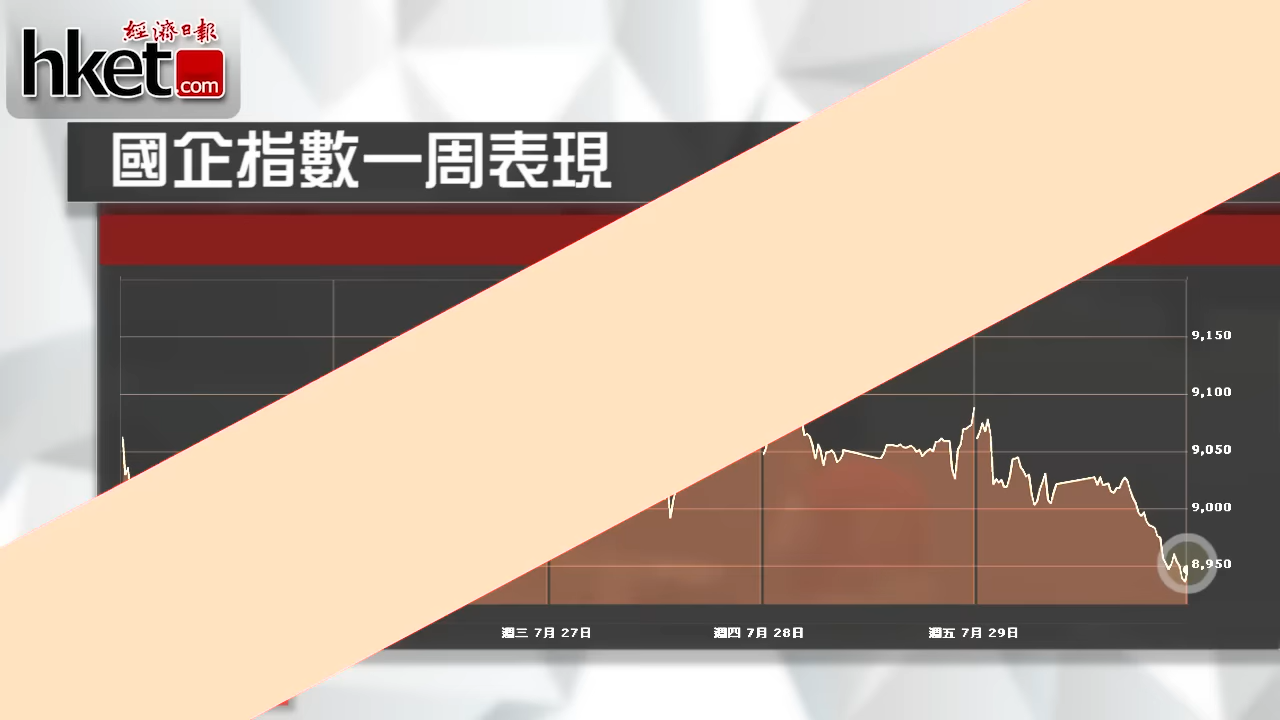 經濟日報
hket.com
國企指數一周表現
9,150
9,100
9,050
9,000
8,950
週三 7月 27日
週四 7月 28日
週五 7月 29日